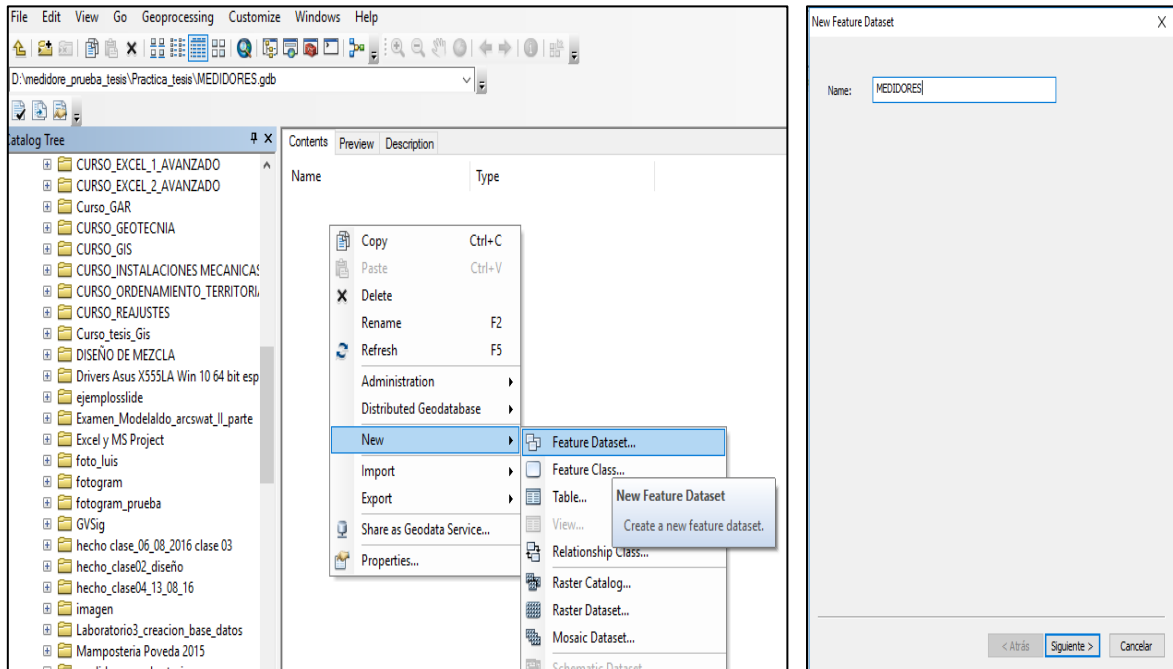 File Edit View Go Geoprocessing Customize Windows Help
D:\medidore_prueba_tesis\Practica_tesis\MEDIDORES.gdb
Catalog Tree
CURSO_EXCEL_1_AVANZADO
CURSO_EXCEL_2_AVANZADO
Curso_GAR
CURSO_GEOTECNIA
CURSO_GIS
CURSO_INSTALACIONES MECANICAS
CURSO_ORDENAMIENTO_TERRITORI
CURSO_REAJUSTES
Curso_tesis_Gis
DISEÑO DE MEZCLA
Drivers Asus X555LA Win 10 64 bit esp
ejemplosslide
Examen_Modelaldo_arcswat_II_parte
Excel y MS Project
foto_luis
fotogram
fotogram_prueba
GVSig
hecho clase_06_08_2016 clase 03
hecho_clase02_diseño
hecho_clase04_13_08_16
imagen
Laboratorio3_creacion_base_datos
Mamposteria Poveda 2015
Contents Preview Description
Name Type
Copy Ctrl+C
Paste Ctrl+V
Delete
Rename F2
Refresh F5
Administration
Distributed Geodatabase
New
Import
Export
Share as Geodata Service...
Properties...
Feature Dataset...
Feature Class...
Table...
View...
Relationship Class...
Raster Catalog...
Raster Dataset...
Mosaic Dataset...
Schematic Dataset
New Feature Dataset
Create a new feature dataset.
New Feature Dataset X
Name: MEDIDORES
< Atrás Siguiente > Cancelar